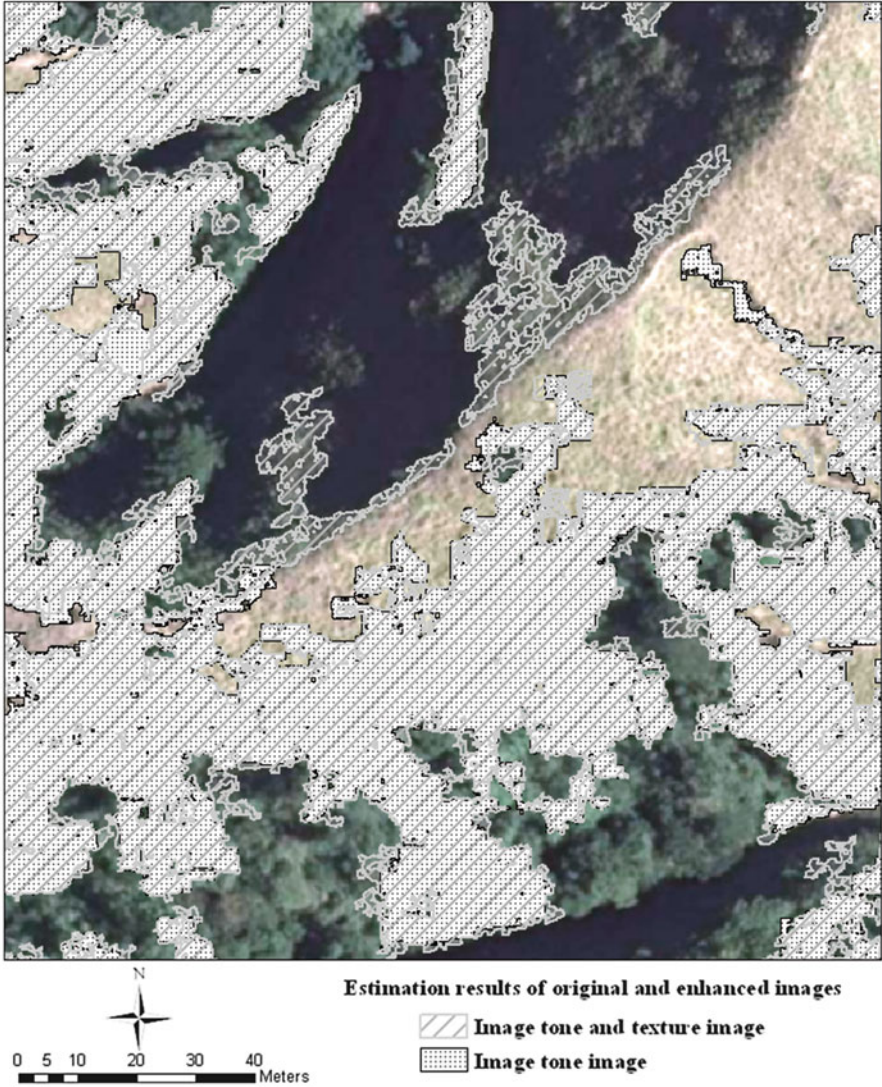 N
Estimation results of original and enhanced images
Image tone and texture image
Image tone image
0 5 10 20 30 40
Meters